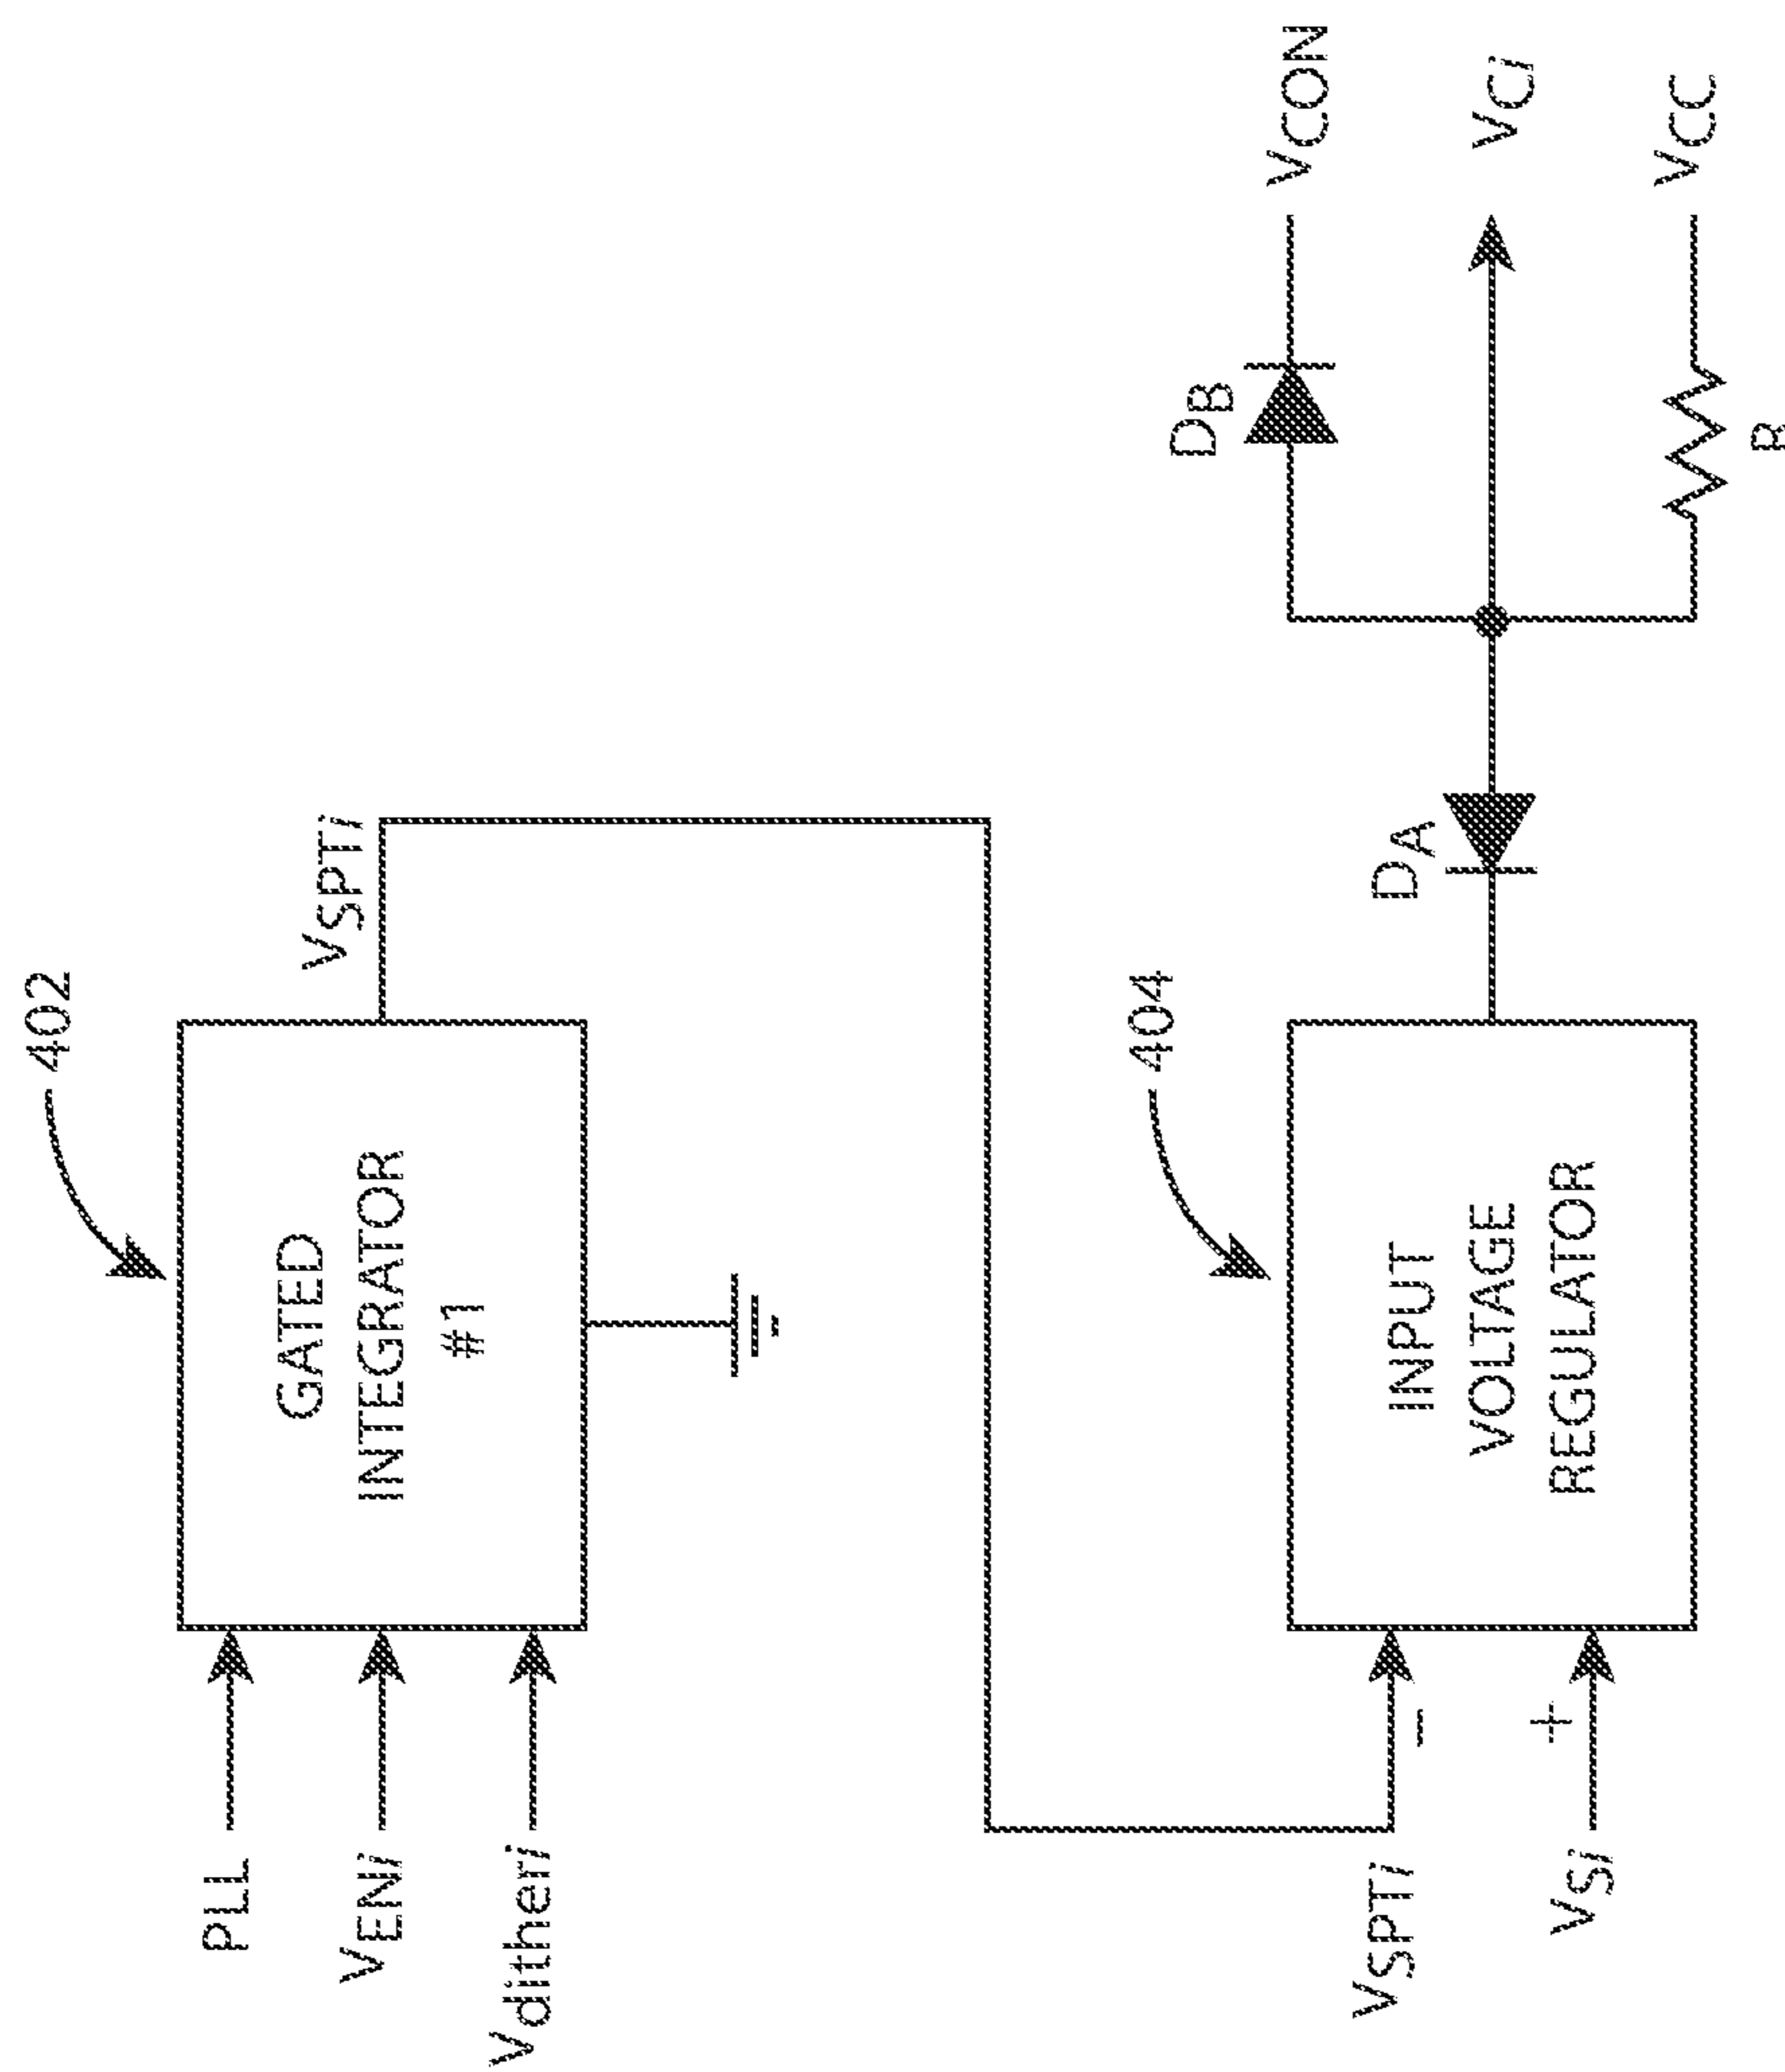 402
PLL
VENi
Vditheri
GATED
INTEGRATOR
#1
VSPTi
404
VSPTi
VSi
−
+
INPUT
VOLTAGE
REGULATOR
DA
DB
VCON
VCi
VCC